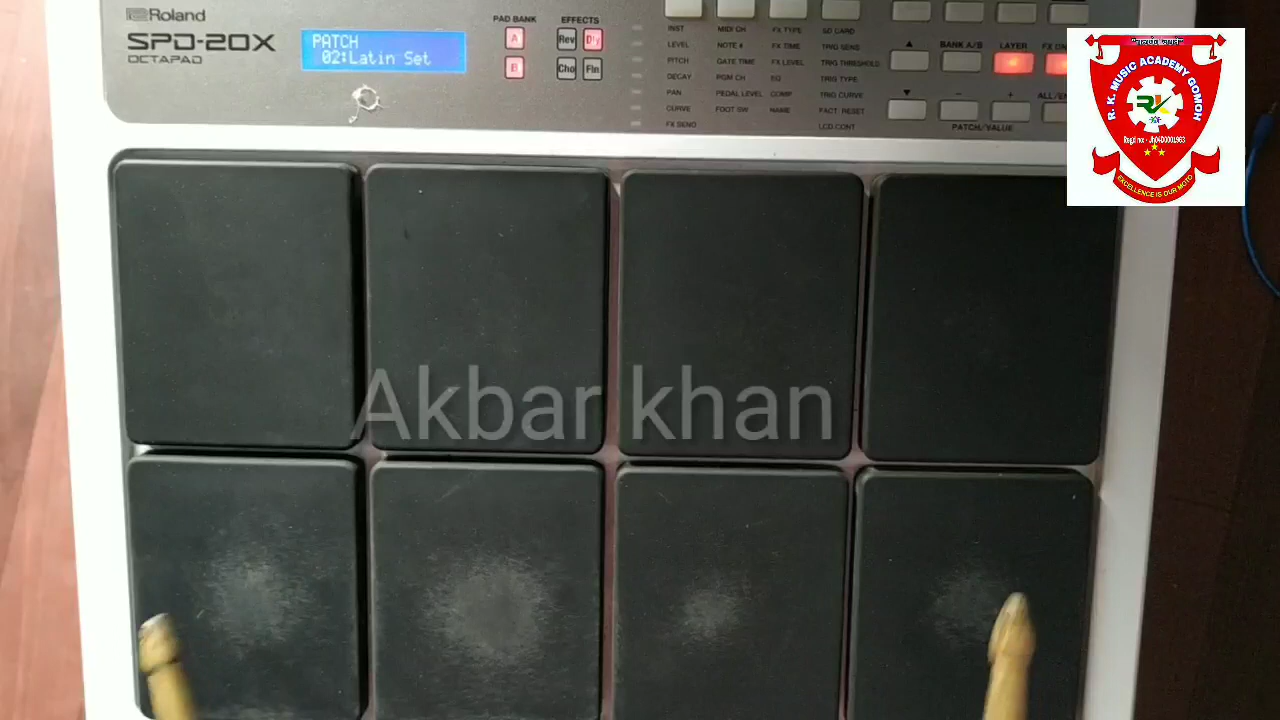 Roland
SPD-20X
OCTAPAD
PATCH
02:Latin Set
PAD BANK
A
B
EFFECTS
Rev Dly
Cho Fln
INST MIDI CH FX TYPE SD CARD
LEVEL NOTE # FX TIME TRIG SENS
PITCH GATE TIME FX LEVEL TRIG THRESHOLD
DECAY PGM CH EQ TRIG TYPE
PAN PEDAL LEVEL COMP TRIG CURVE
CURVE FOOT SW NAME FACT. RESET
FX SEND LCD CONT
▲ BANK A/B LAYER FX
▼ − +
PATCH/VALUE
R. K. MUSIC ACADEMY GOMON
RK
EXCELLENCE IS OUR MOTO
Akbar khan